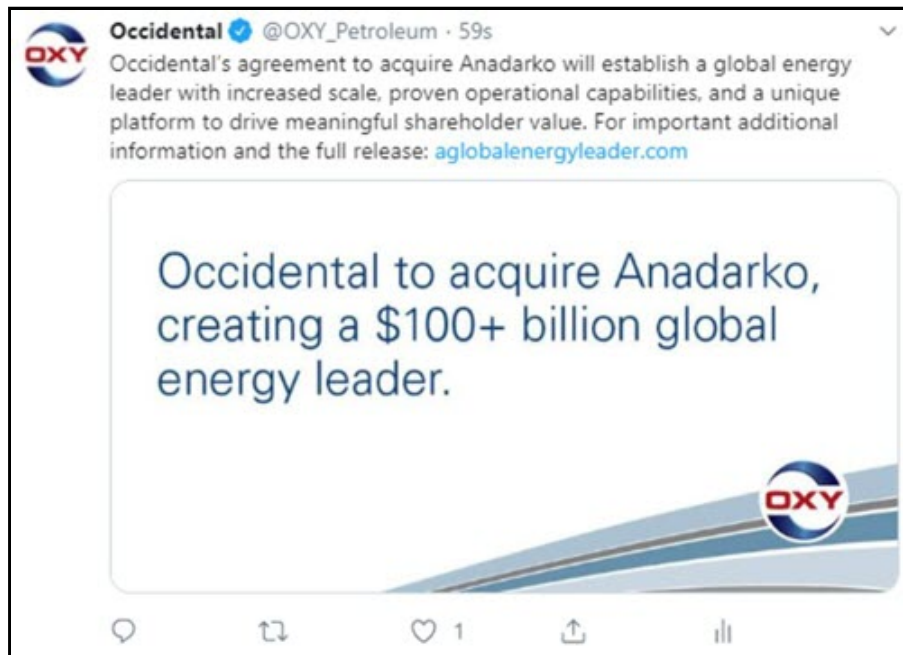 Occidental @OXY_Petroleum · 59s
OXY
Occidental's agreement to acquire Anadarko will establish a global energy
leader with increased scale, proven operational capabilities, and a unique
platform to drive meaningful shareholder value. For important additional
information and the full release: aglobalenergyleader.com
Occidental to acquire Anadarko,
creating a $100+ billion global
energy leader.
OXY
1